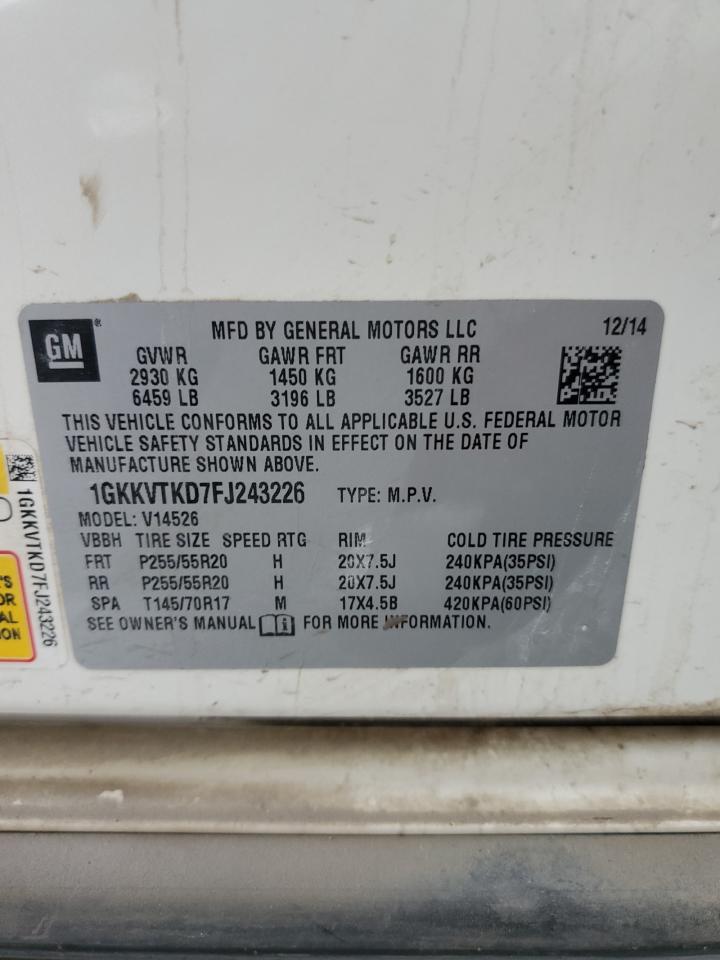 GM ®
MFD BY GENERAL MOTORS LLC 12/14
GVWR GAWR FRT GAWR RR
2930 KG 1450 KG 1600 KG
6459 LB 3196 LB 3527 LB
THIS VEHICLE CONFORMS TO ALL APPLICABLE U.S. FEDERAL MOTOR
VEHICLE SAFETY STANDARDS IN EFFECT ON THE DATE OF
MANUFACTURE SHOWN ABOVE.
1GKKVTKD7FJ243226 TYPE: M.P.V.
MODEL: V14526
VBBH TIRE SIZE SPEED RTG RIM COLD TIRE PRESSURE
FRT P255/55R20 H 20X7.5J 240KPA(35PSI)
RR P255/55R20 H 20X7.5J 240KPA(35PSI)
SPA T145/70R17 M 17X4.5B 420KPA(60PSI)
SEE OWNER'S MANUAL i FOR MORE INFORMATION.
1GKKVTKD7FJ243226
'S
OR
AL
ION